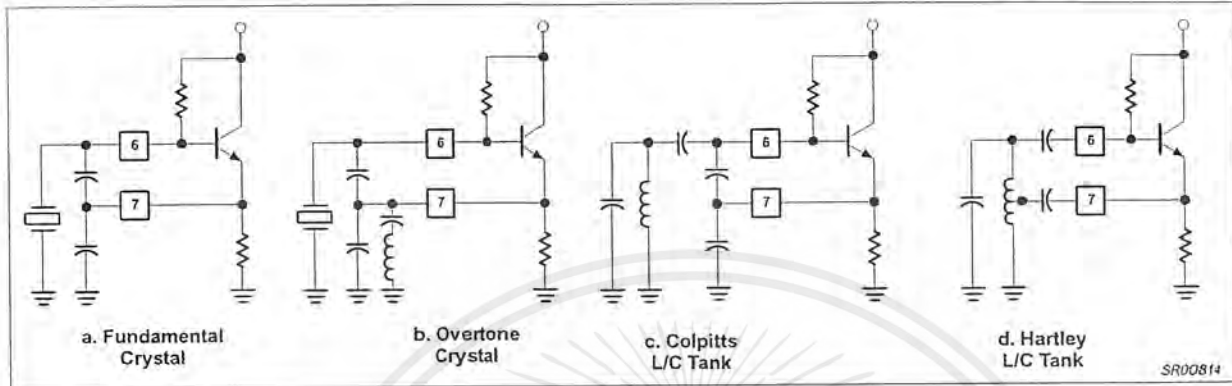 6
7
6
7
6
7
6
7
a. Fundamental
Crystal
b. Overtone
Crystal
c. Colpitts
L/C Tank
d. Hartley
L/C Tank
SR00814